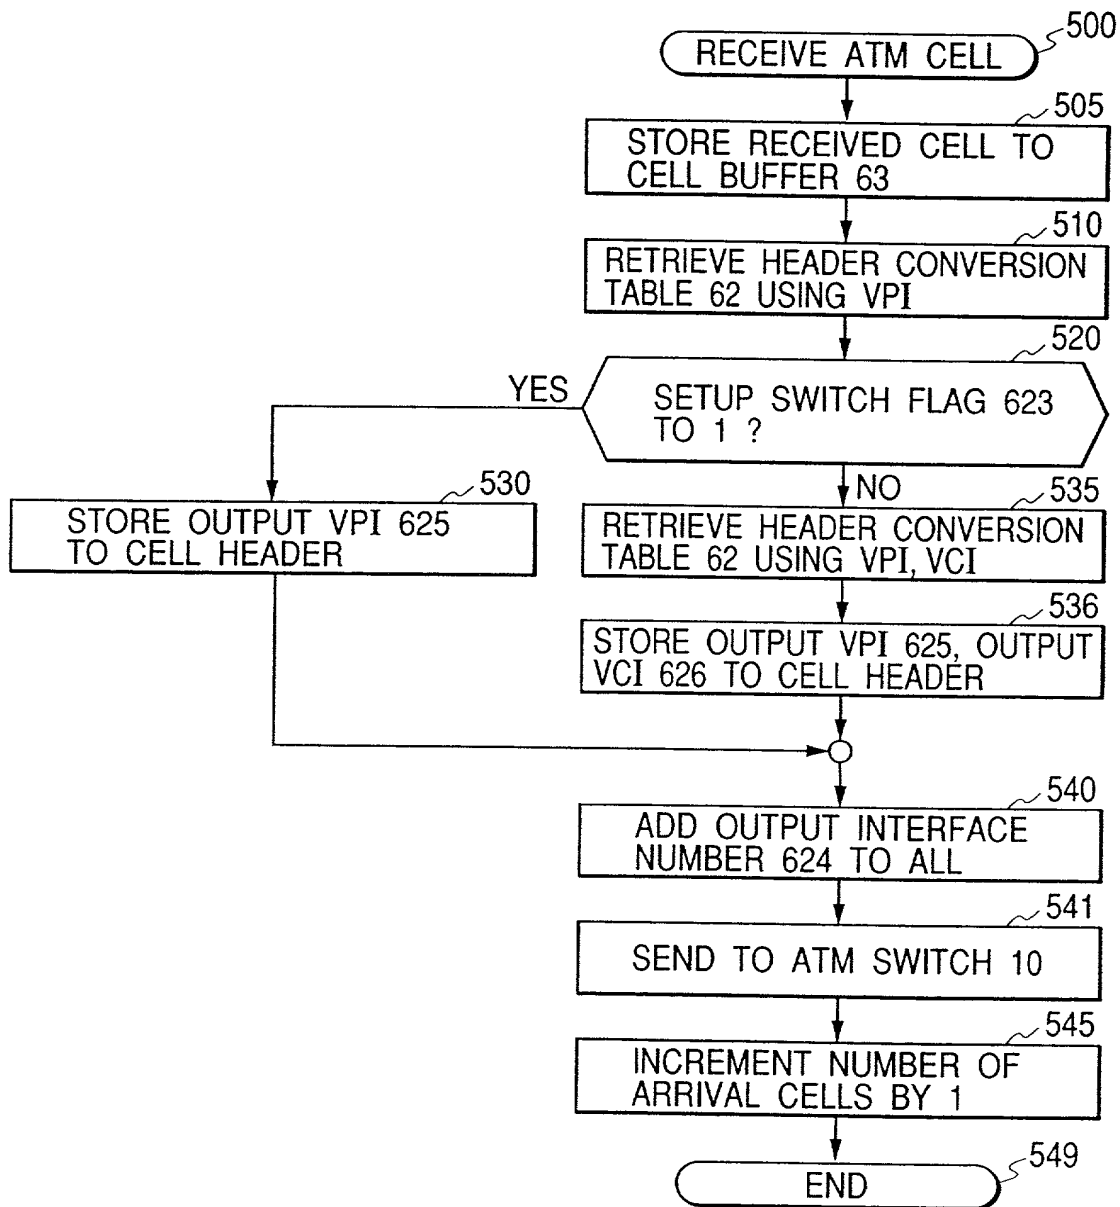 500
RECEIVE ATM CELL
505
STORE RECEIVED CELL TO
CELL BUFFER 63
510
RETRIEVE HEADER CONVERSION
TABLE 62 USING VPI
520
YES
SETUP SWITCH FLAG 623
TO 1 ?
NO
530
STORE OUTPUT VPI 625
TO CELL HEADER
535
RETRIEVE HEADER CONVERSION
TABLE 62 USING VPI, VCI
536
STORE OUTPUT VPI 625, OUTPUT
VCI 626 TO CELL HEADER
540
ADD OUTPUT INTERFACE
NUMBER 624 TO ALL
541
SEND TO ATM SWITCH 10
545
INCREMENT NUMBER OF
ARRIVAL CELLS BY 1
549
END